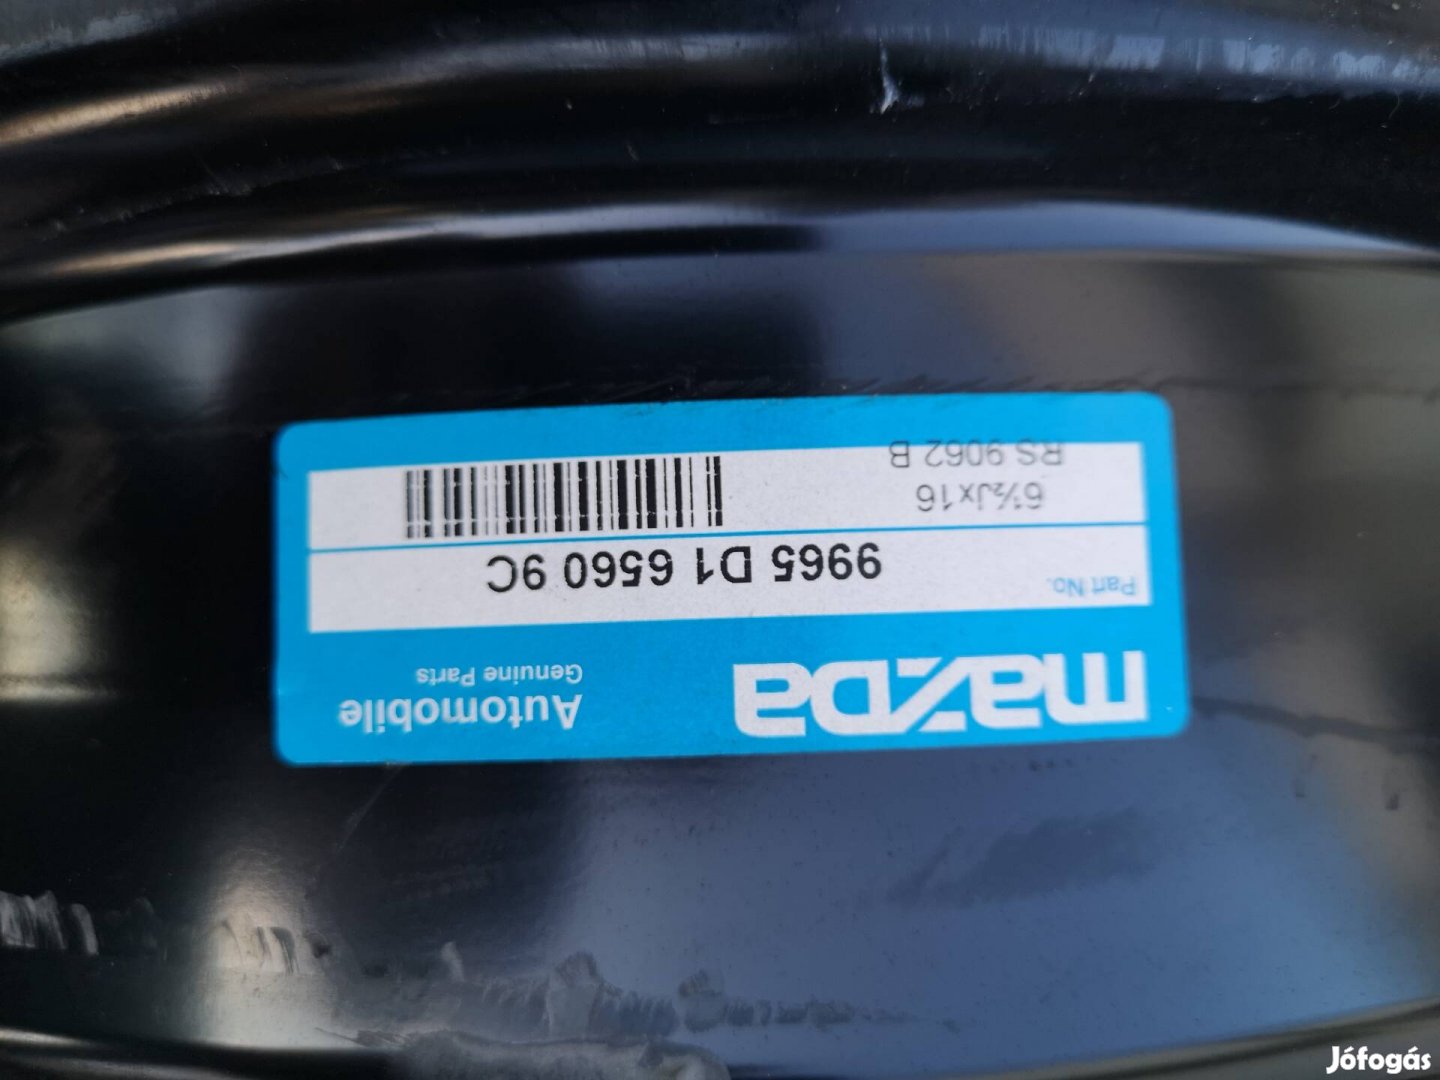 mazda
Automobile
Genuine Parts
Part No.
9965 D1 6560 9C
6½Jx16
RS 9062 B
Jófogás